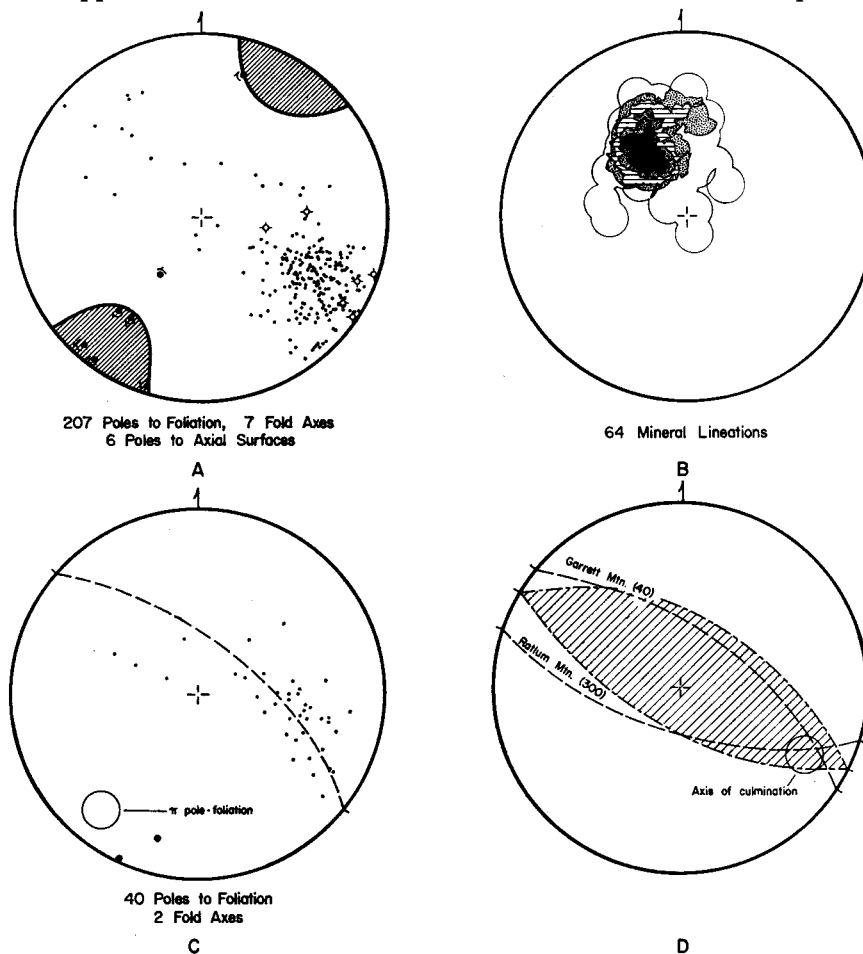 207 Poles to Foliation, 7 Fold Axes
6 Poles to Axial Surfaces
A
64 Mineral Lineations
B
π pole-foliation
40 Poles to Foliation
2 Fold Axes
C
Garrett Mtn. (40)
Ratlum Mtn. (300)
Axis of culmination
D